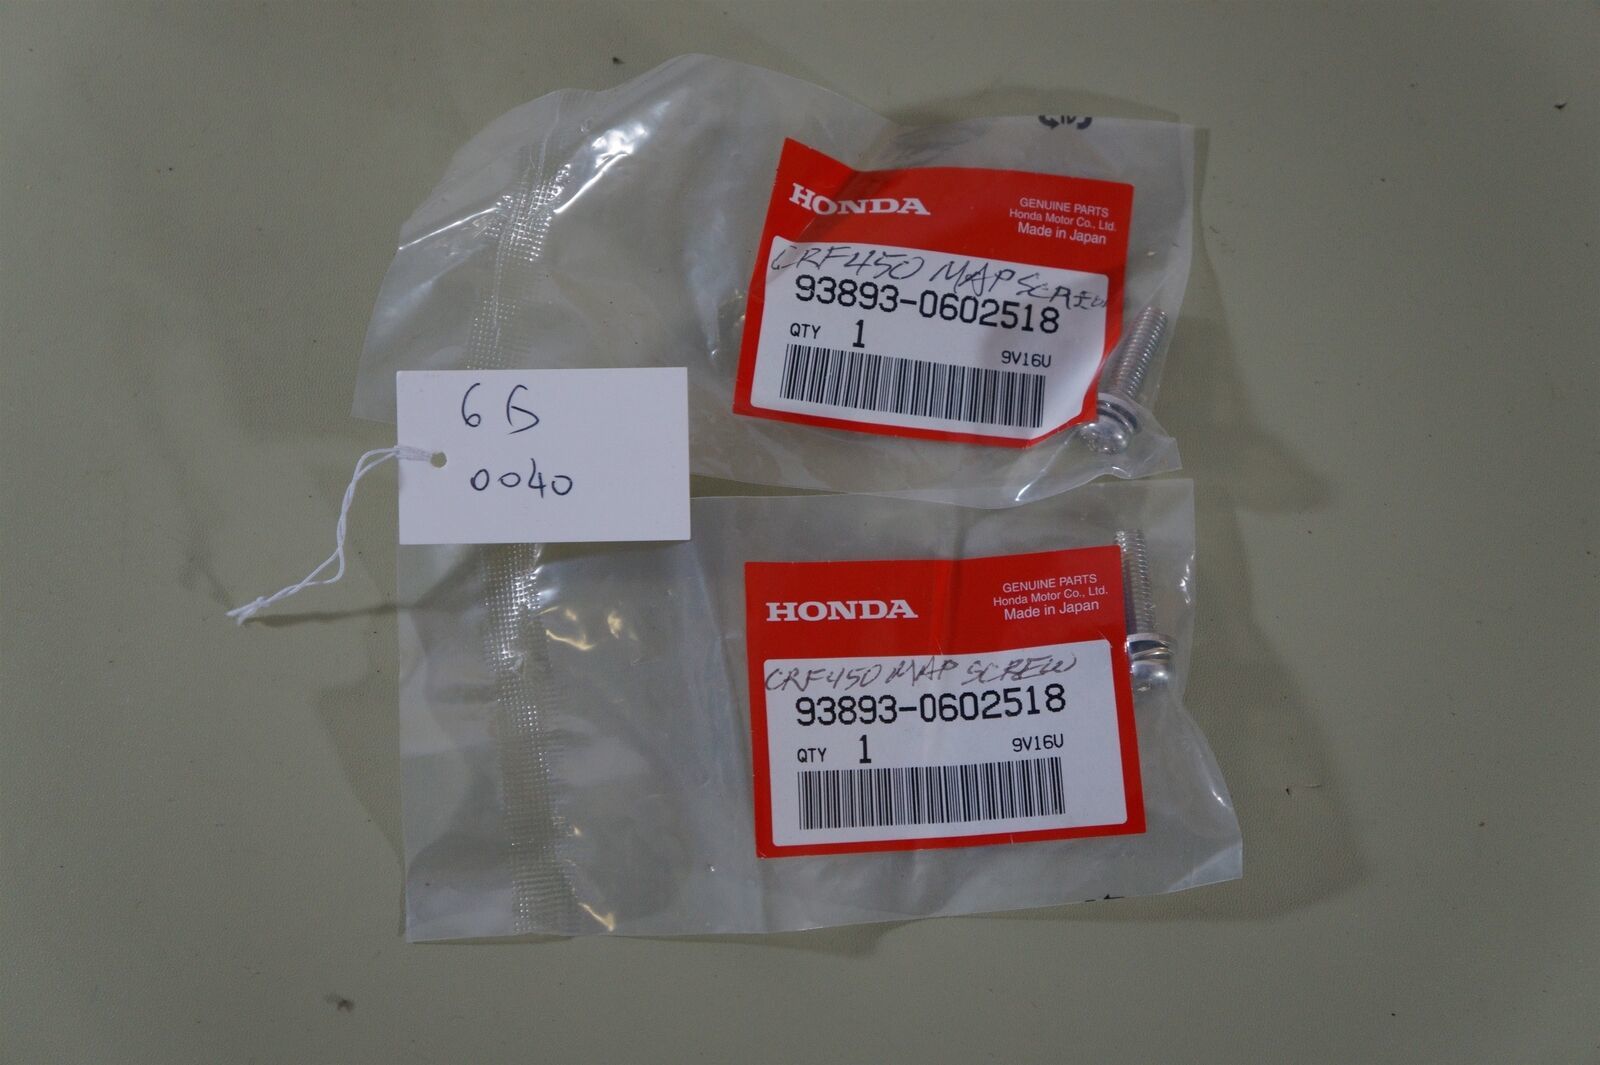 HONDA
GENUINE PARTS
Honda Motor Co., Ltd.
Made in Japan
CRF450 MAP SCREW
93893-0602518
QTY 1
9V16U
6B
0040
HONDA
GENUINE PARTS
Honda Motor Co., Ltd.
Made in Japan
CRF450 MAP SCREW
93893-0602518
QTY 1
9V16U